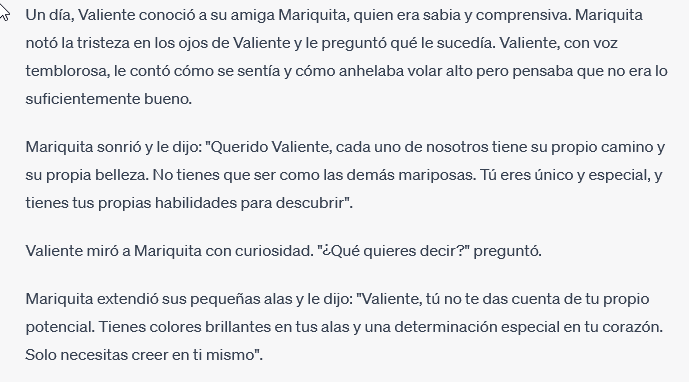 Un día, Valiente conoció a su amiga Mariquita, quien era sabia y comprensiva. Mariquita
notó la tristeza en los ojos de Valiente y le preguntó qué le sucedía. Valiente, con voz
temblorosa, le contó cómo se sentía y cómo anhelaba volar alto pero pensaba que no era lo
suficientemente bueno.
Mariquita sonrió y le dijo: "Querido Valiente, cada uno de nosotros tiene su propio camino y
su propia belleza. No tienes que ser como las demás mariposas. Tú eres único y especial, y
tienes tus propias habilidades para descubrir".
Valiente miró a Mariquita con curiosidad. "¿Qué quieres decir?" preguntó.
Mariquita extendió sus pequeñas alas y le dijo: "Valiente, tú no te das cuenta de tu propio
potencial. Tienes colores brillantes en tus alas y una determinación especial en tu corazón.
Solo necesitas creer en ti mismo".